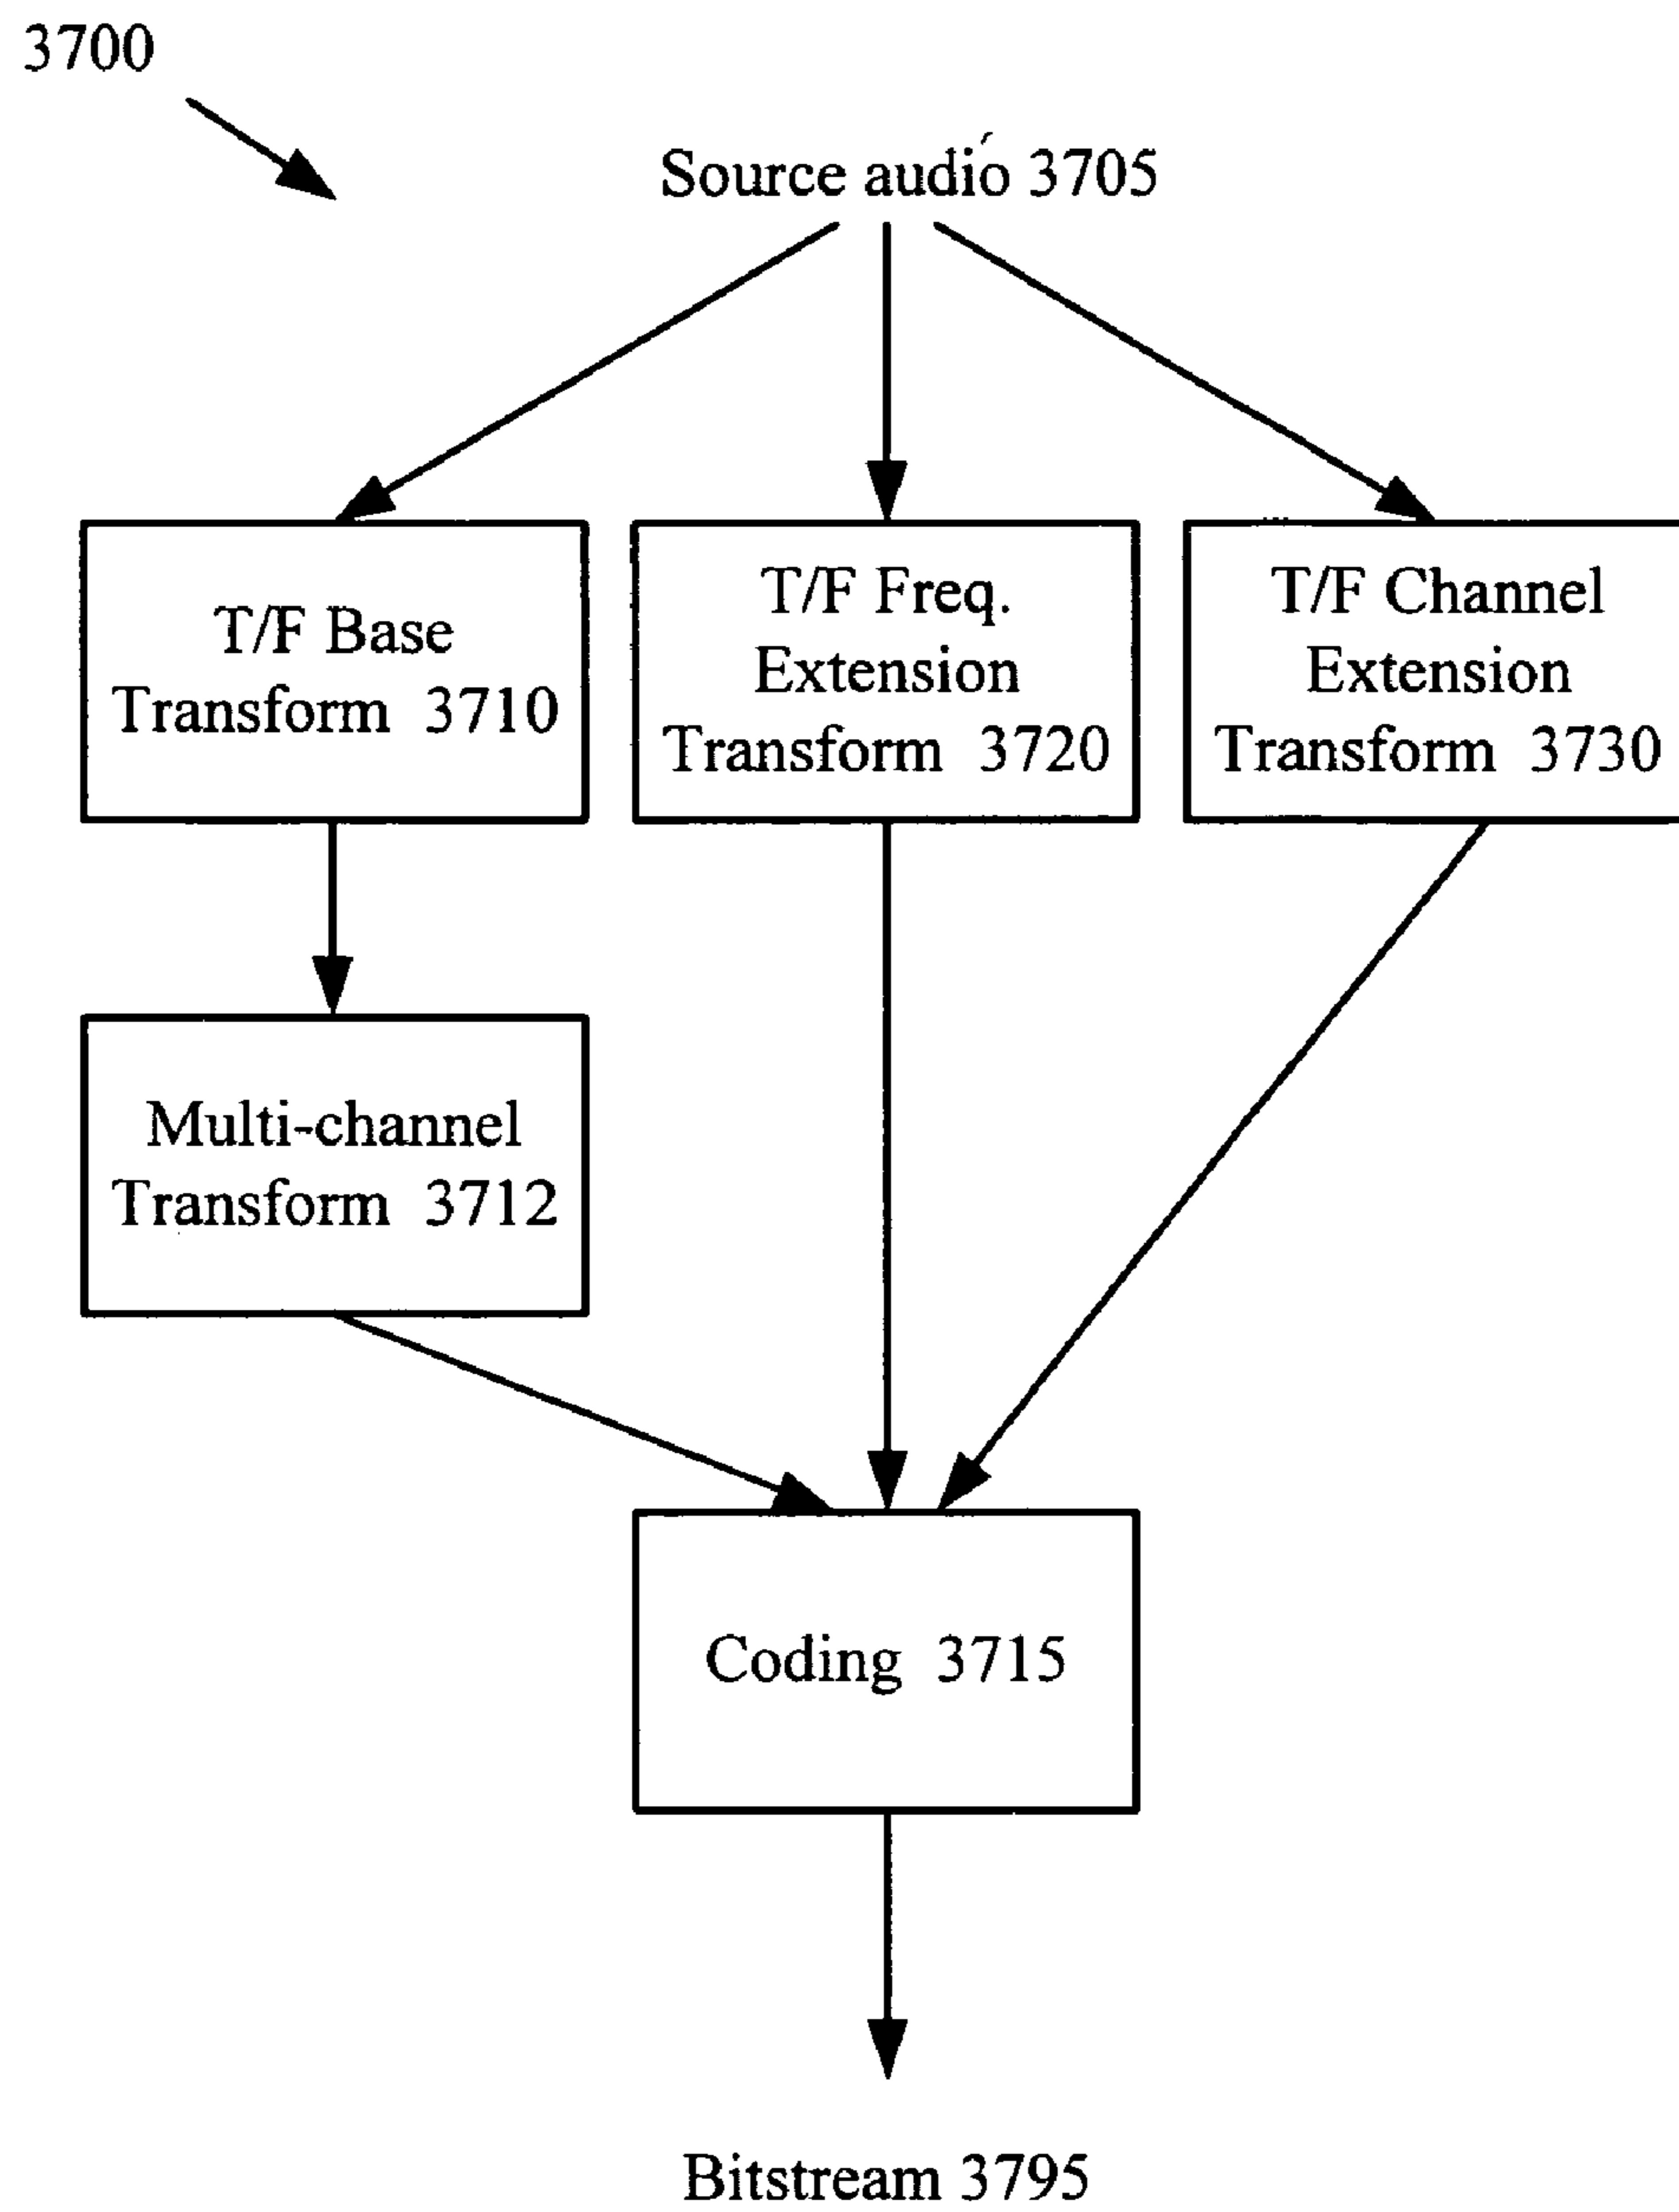 3700
Source audio 3705
T/F Base
Transform 3710
T/F Freq.
Extension
Transform 3720
T/F Channel
Extension
Transform 3730
Multi-channel
Transform 3712
Coding 3715
Bitstream 3795